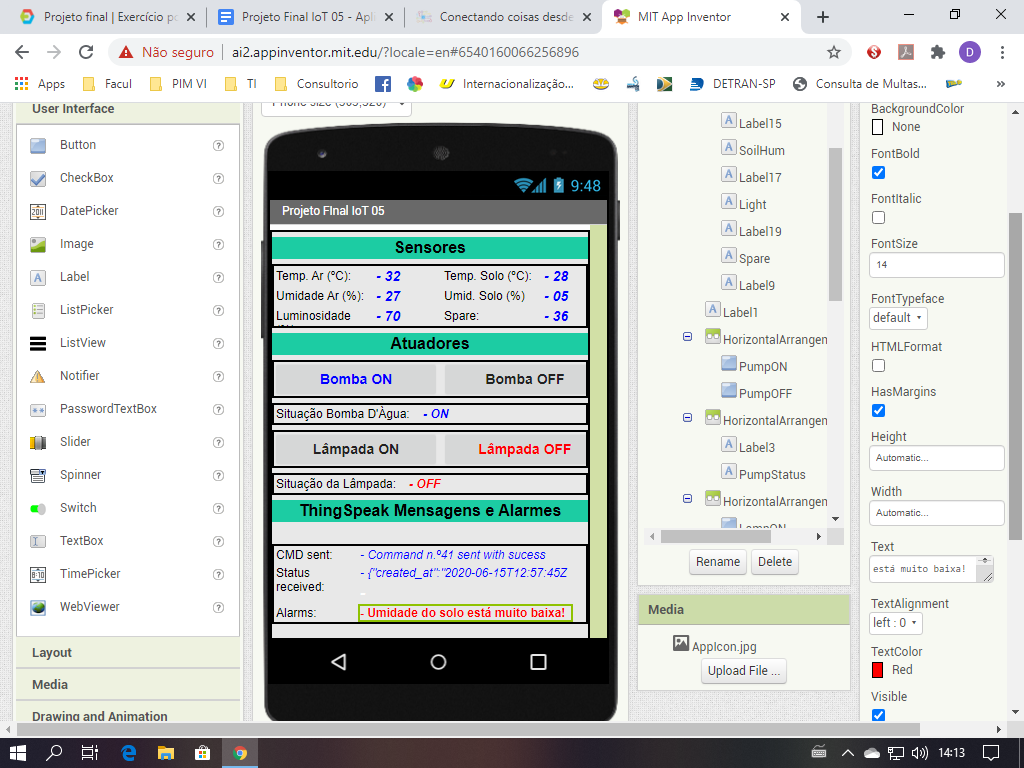 Projeto final | Exercício po
Projeto Final IoT 05 - Apli
Conectando coisas desde
MIT App Inventor
Não seguro | ai2.appinventor.mit.edu/?locale=en#6540160066256896
D
Apps
Facul
PIM VI
TI
Consultorio
Internacionalização...
DETRAN-SP
Consulta de Multas...
»
User Interface
Button
CheckBox
DatePicker
Image
Label
ListPicker
ListView
Notifier
PasswordTextBox
Slider
Spinner
Switch
TextBox
TimePicker
WebViewer
Layout
Media
Drawing and Animation
Phone size (505,320)
9:48
Projeto FInal IoT 05
Sensores
Temp. Ar (ºC): - 32 Temp. Solo (ºC): - 28
Umidade Ar (%): - 27 Umid. Solo (%) - 05
Luminosidade - 70 Spare: - 36
Atuadores
Bomba ON Bomba OFF
Situação Bomba D'Àgua: - ON
Lâmpada ON Lâmpada OFF
Situação da Lâmpada: - OFF
ThingSpeak Mensagens e Alarmes
CMD sent: - Command n.º41 sent with sucess
Status received: - {"created_at":"2020-06-15T12:57:45Z
Alarms: - Umidade do solo está muito baixa!
Label15
SoilHum
Label17
Light
Label19
Spare
Label9
Label1
HorizontalArrangen
PumpON
PumpOFF
HorizontalArrangen
Label3
PumpStatus
HorizontalArrangen
LampON
Rename Delete
Media
AppIcon.jpg
Upload File ...
BackgroundColor
None
FontBold
FontItalic
FontSize
14
FontTypeface
default
HTMLFormat
HasMargins
Height
Automatic...
Width
Automatic...
Text
está muito baixa!
TextAlignment
left : 0
TextColor
Red
Visible
14:13